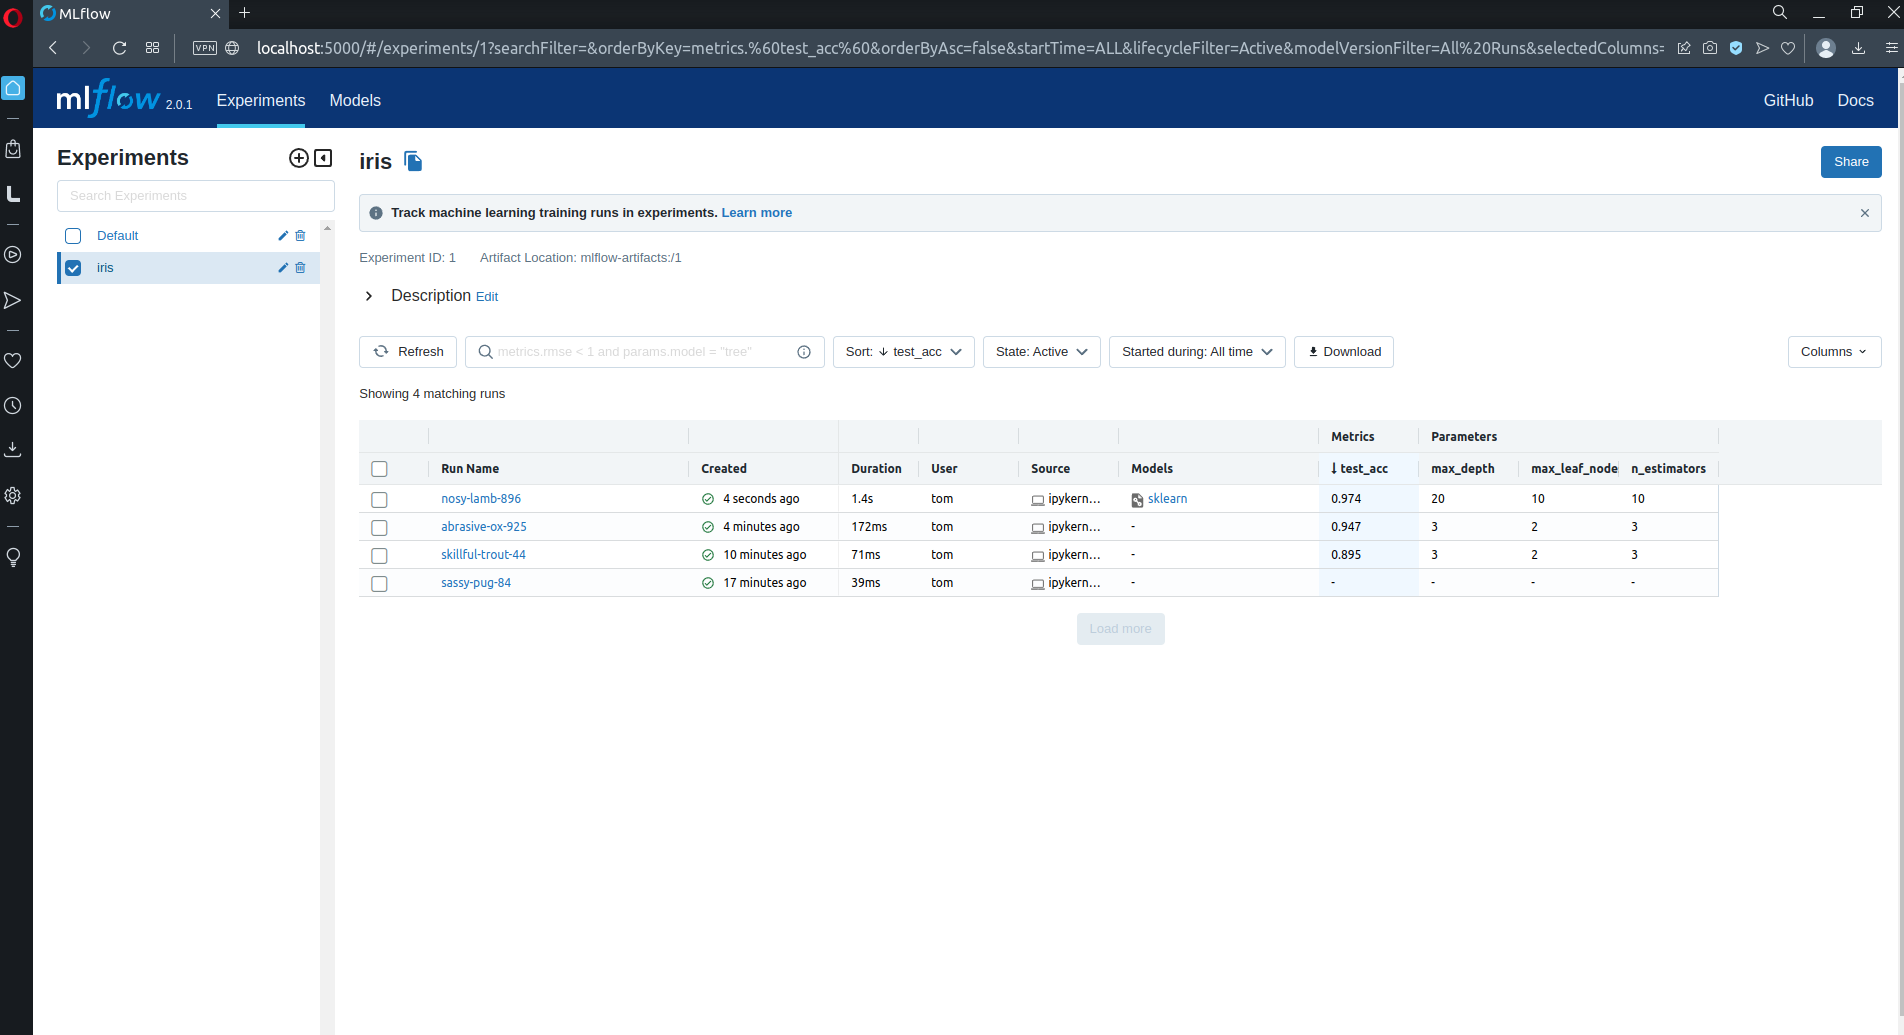 MLflow
VPN localhost:5000/#/experiments/1?searchFilter=&orderByKey=metrics.%60test_acc%60&orderByAsc=false&startTime=ALL&lifecycleFilter=Active&modelVersionFilter=All%20Runs&selectedColumns=
mlflow 2.0.1 Experiments Models GitHub Docs
Experiments
Search Experiments
Default
iris
iris
Share
Track machine learning training runs in experiments. Learn more
Experiment ID: 1 Artifact Location: mlflow-artifacts:/1
Description Edit
Refresh metrics.rmse < 1 and params.model = "tree" Sort: ↓ test_acc State: Active Started during: All time Download Columns
Showing 4 matching runs
Metrics Parameters
Run Name Created Duration User Source Models ↓ test_acc max_depth max_leaf_node n_estimators
nosy-lamb-896 4 seconds ago 1.4s tom ipykern... sklearn 0.974 20 10 10
abrasive-ox-925 4 minutes ago 172ms tom ipykern... - 0.947 3 2 3
skillful-trout-44 10 minutes ago 71ms tom ipykern... - 0.895 3 2 3
sassy-pug-84 17 minutes ago 39ms tom ipykern... - - - - -
Load more